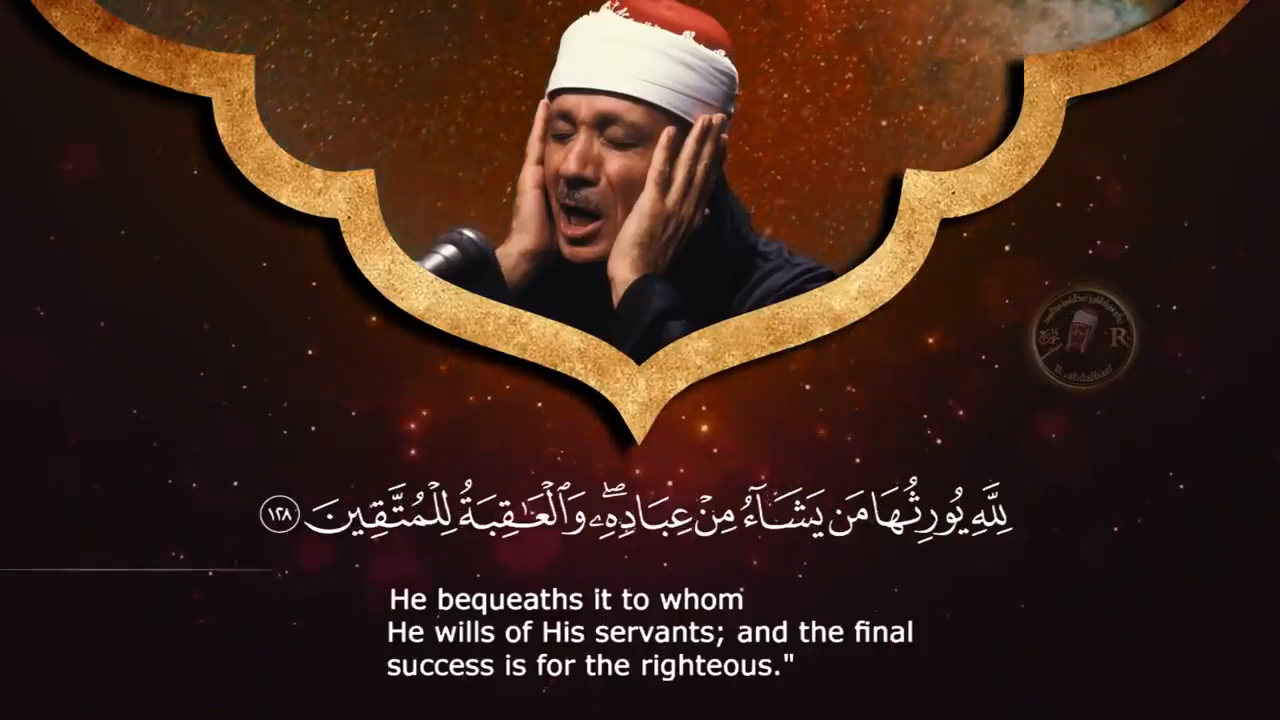 لِلَّهِ يُورِثُهَا مَن يَشَآءُ مِنْ عِبَادِهِۦۖ وَٱلْعَٰقِبَةُ لِلْمُتَّقِينَ ١٢٨
He bequeaths it to whom
He wills of His servants; and the final
success is for the righteous."
R
R.abdalbast